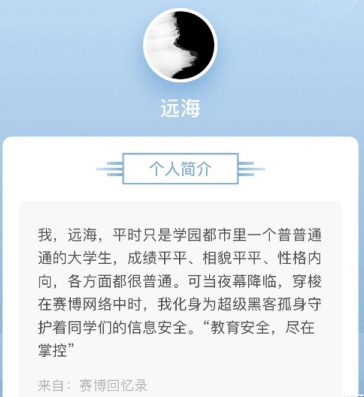 远海
个人简介
我，远海，平时只是学园都市里一个普普通
通的大学生，成绩平平、相貌平平、性格内
向，各方面都很普通。可当夜幕降临，穿梭
在赛博网络中时，我化身为超级黑客孤身守
护着同学们的信息安全。“教育安全，尽在
掌控”
来自：赛博回忆录